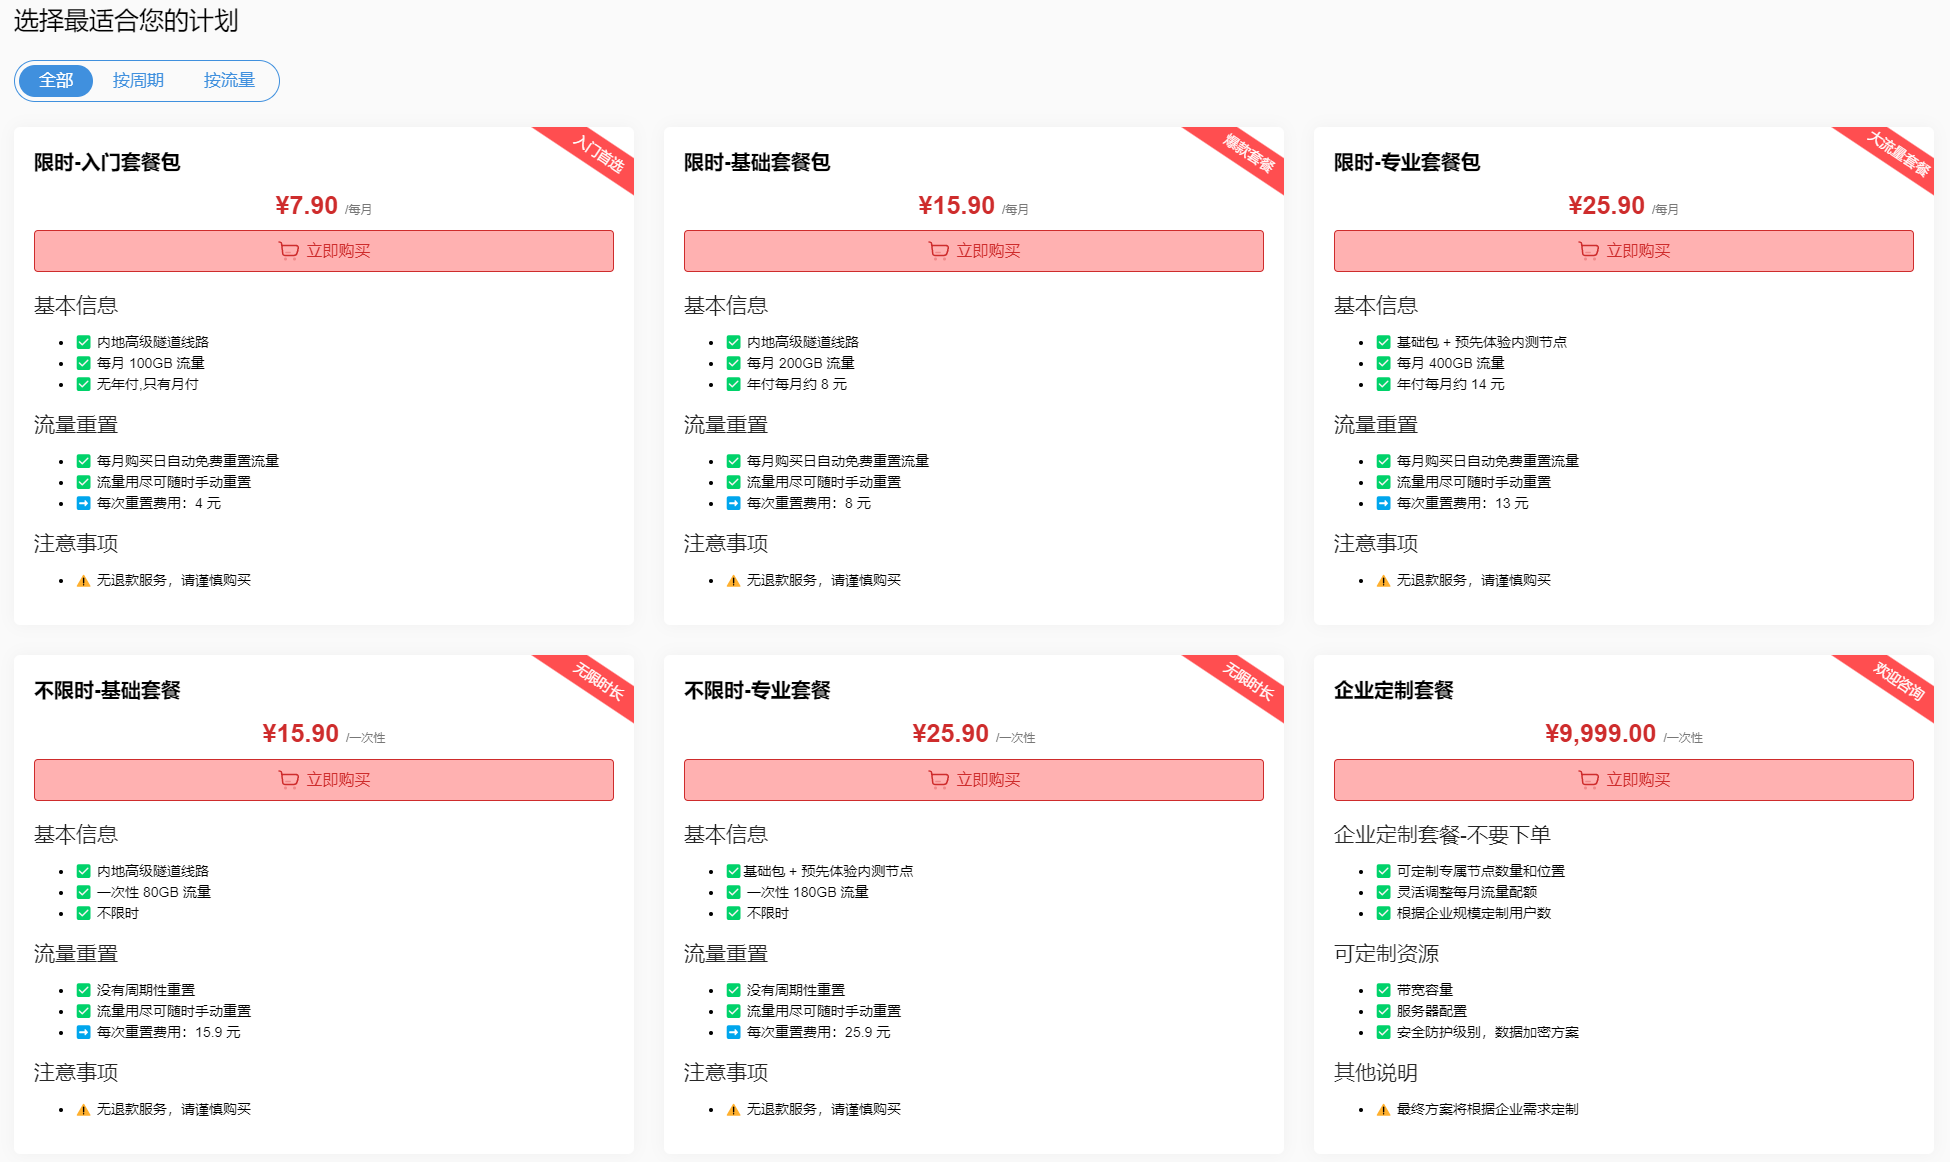 选择最适合您的计划
全部 按周期 按流量
入门首选
限时-入门套餐包
¥7.90 /每月
立即购买
基本信息
内地高级隧道线路
每月 100GB 流量
无年付,只有月付
流量重置
每月购买日自动免费重置流量
流量用尽可随时手动重置
每次重置费用：4 元
注意事项
无退款服务，请谨慎购买
爆款套餐
限时-基础套餐包
¥15.90 /每月
立即购买
基本信息
内地高级隧道线路
每月 200GB 流量
年付每月约 8 元
流量重置
每月购买日自动免费重置流量
流量用尽可随时手动重置
每次重置费用：8 元
注意事项
无退款服务，请谨慎购买
大流量套餐
限时-专业套餐包
¥25.90 /每月
立即购买
基本信息
基础包 + 预先体验内测节点
每月 400GB 流量
年付每月约 14 元
流量重置
每月购买日自动免费重置流量
流量用尽可随时手动重置
每次重置费用：13 元
注意事项
无退款服务，请谨慎购买
无限时长
不限时-基础套餐
¥15.90 /一次性
立即购买
基本信息
内地高级隧道线路
一次性 80GB 流量
不限时
流量重置
没有周期性重置
流量用尽可随时手动重置
每次重置费用：15.9 元
注意事项
无退款服务，请谨慎购买
无限时长
不限时-专业套餐
¥25.90 /一次性
立即购买
基本信息
基础包 + 预先体验内测节点
一次性 180GB 流量
不限时
流量重置
没有周期性重置
流量用尽可随时手动重置
每次重置费用：25.9 元
注意事项
无退款服务，请谨慎购买
欢迎咨询
企业定制套餐
¥9,999.00 /一次性
立即购买
企业定制套餐-不要下单
可定制专属节点数量和位置
灵活调整每月流量配额
根据企业规模定制用户数
可定制资源
带宽容量
服务器配置
安全防护级别，数据加密方案
其他说明
最终方案将根据企业需求定制